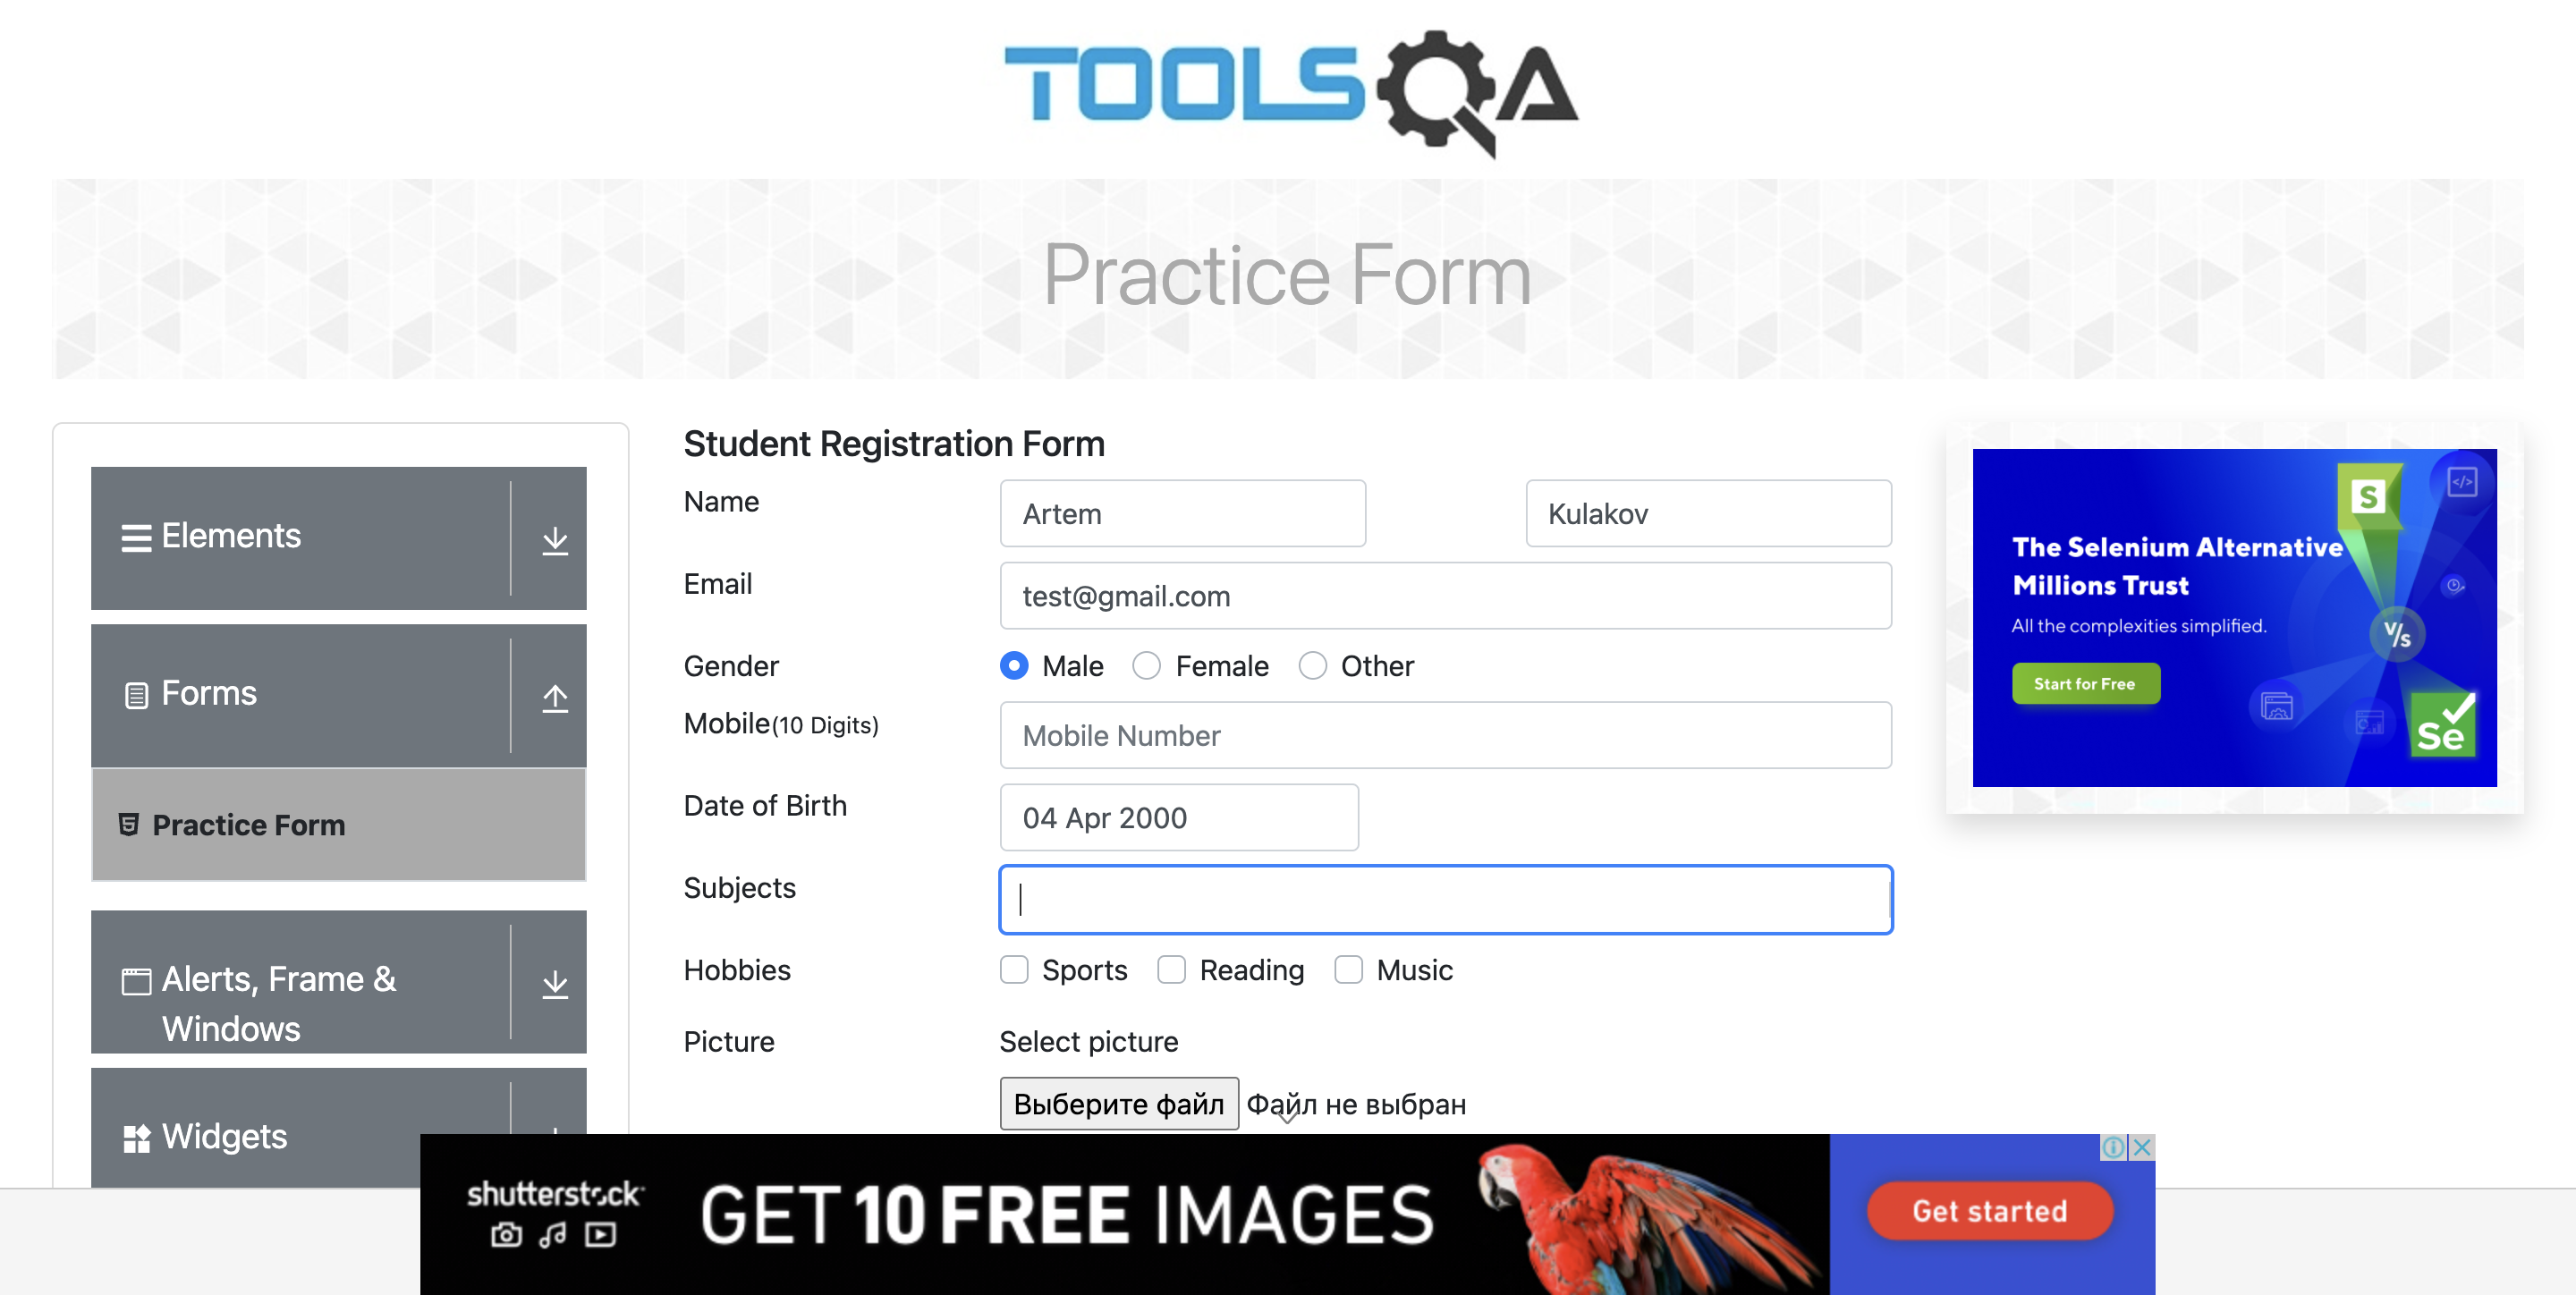 TOOLSQA
Practice Form
Elements
Forms
Practice Form
Alerts, Frame &
Windows
Widgets
Student Registration Form
Name
Artem
Kulakov
Email
test@gmail.com
Gender
Male
Female
Other
Mobile(10 Digits)
Mobile Number
Date of Birth
04 Apr 2000
Subjects
Hobbies
Sports
Reading
Music
Picture
Select picture
Выберите файл
Файл не выбран
The Selenium Alternative
Millions Trust
All the complexities simplified.
Start for Free
S
</>
V/s
Se
shutterstock
GET 10 FREE IMAGES
Get started